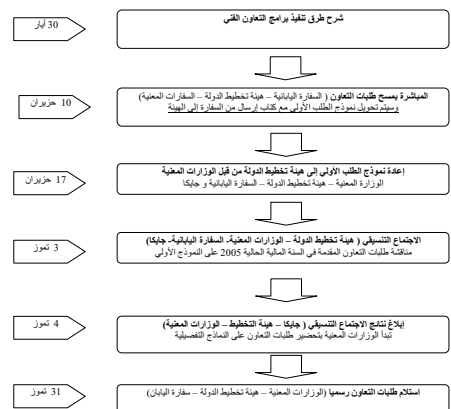 30 أيار
شرح طرق تنفيذ برامج التعاون الفني
10 حزيران
المباشرة بمسح طلبات التعاون ( السفارة اليابانية – هيئة تخطيط الدولة – السفارات المعنية)
وسيتم تحويل نموذج الطلب الأولي مع كتاب إرسال من السفارة إلى الهيئة
17 حزيران
إعادة نموذج الطلب الأولي إلى هيئة تخطيط الدولة من قبل الوزارات المعنية
الوزارة المعنية – هيئة تخطيط الدولة – السفارة اليابانية و جايكا
3 تموز
الاجتماع التنسيقي ( هيئة تخطيط الدولة – الوزارات المعنية- السفارة اليابانية- جايكا)
مناقشة طلبات التعاون المقدمة في السنة المالية الحالية 2005 على النموذج الأولي
4 تموز
إبلاغ نتائج الاجتماع التنسيقي ( جايكا – هيئة التخطيط – الوزارات المعنية)
تبدأ الوزارات المعنية بتحضير طلبات التعاون على النماذج التفصيلية
31 تموز
استلام طلبات التعاون رسميا (الوزارات المعنية – هيئة تخطيط الدولة – سفارة اليابان)